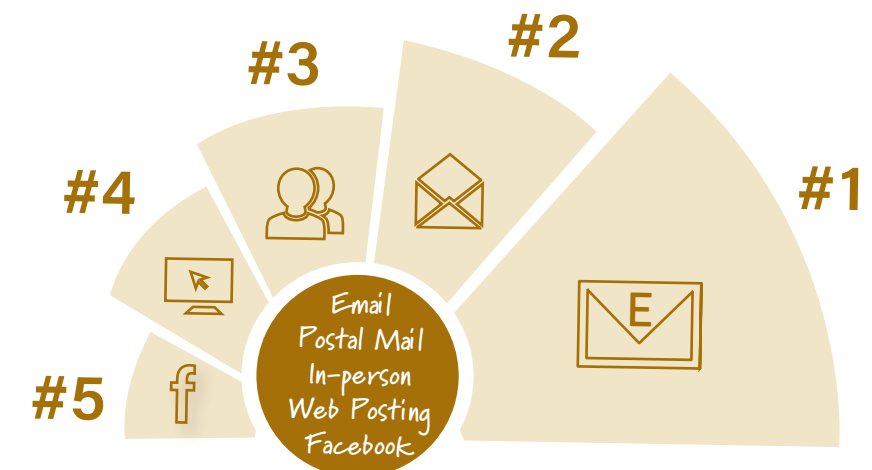 #1
#2
#3
#4
#5
E
f
Email
Postal Mail
In-person
Web Posting
Facebook